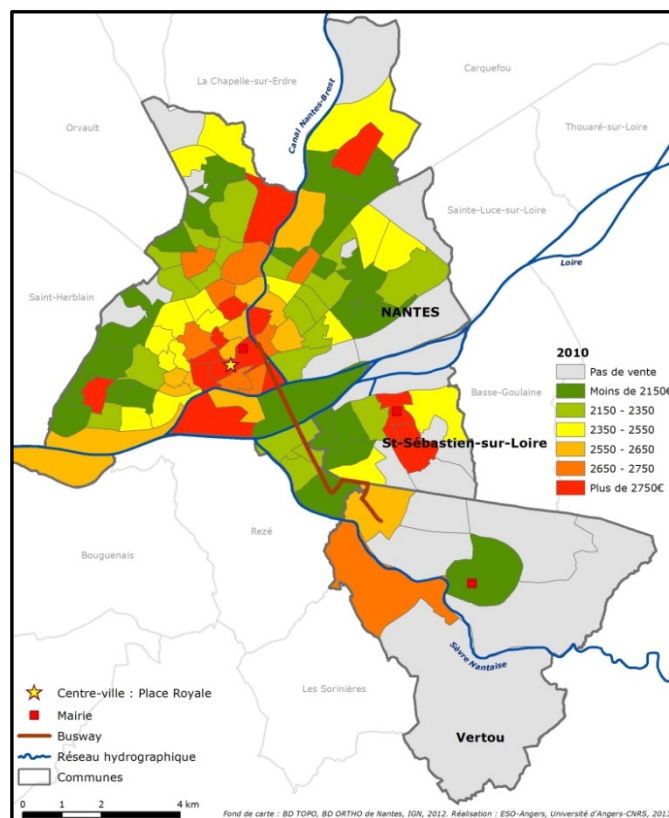 La Chapelle-sur-Erdre
Carquefou
Orvault
Canal Nantes-Brest
Thouaré-sur-Loire
Sainte-Luce-sur-Loire
Loire
Saint-Herblain
NANTES
2010
Pas de vente
Moins de 2150€
2150 - 2350
2350 - 2550
2550 - 2650
2650 - 2750
Plus de 2750€
Basse-Goulaine
St-Sébastien-sur-Loire
Rezé
Bouguenais
Sèvre Nantaise
Les Sorinières
Vertou
Centre-ville : Place Royale
Mairie
Busway
Réseau hydrographique
Communes
0 1 2 4 km
Fond de carte : BD TOPO, BD ORTHO de Nantes, IGN, 2012. Réalisation : ESO-Angers, Université d'Angers-CNRS, 2013